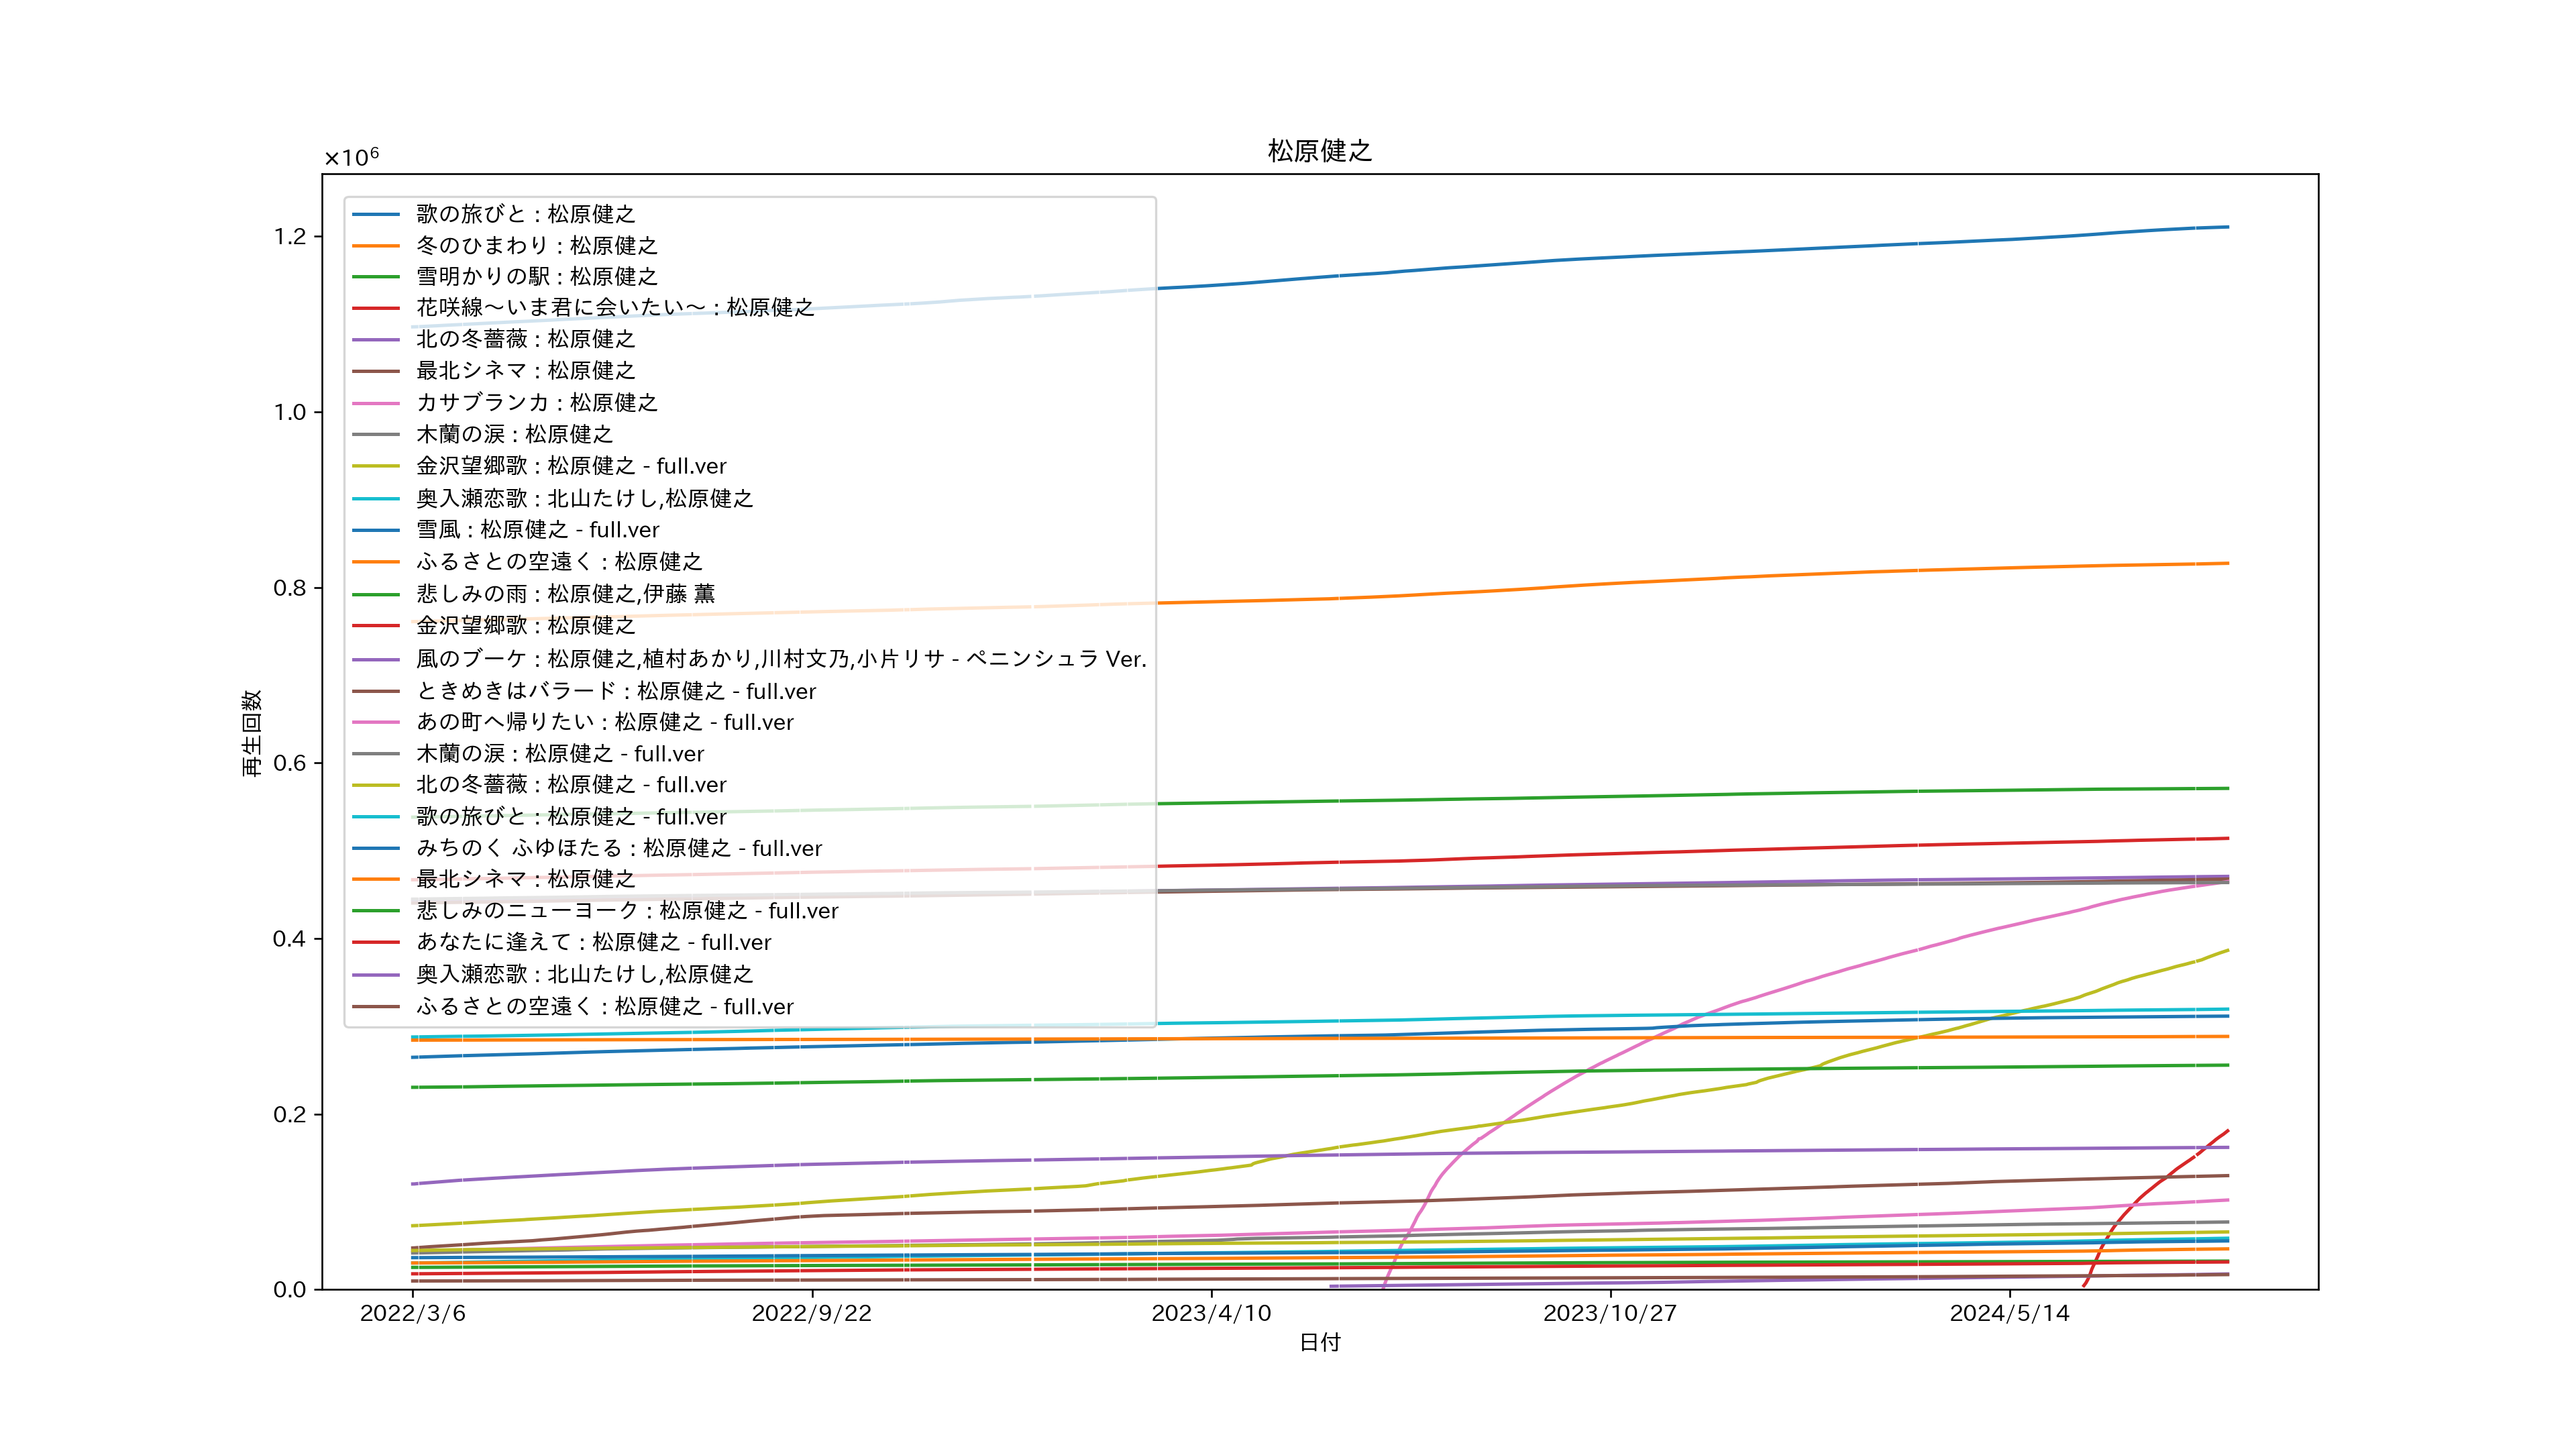 松原健之
×10⁶
1.2
1.0
0.8
0.6
0.4
0.2
0.0
再生回数
歌の旅びと : 松原健之
冬のひまわり : 松原健之
雪明かりの駅 : 松原健之
花咲線～いま君に会いたい～ : 松原健之
北の冬薔薇 : 松原健之
最北シネマ : 松原健之
カサブランカ : 松原健之
木蘭の涙 : 松原健之
金沢望郷歌 : 松原健之 - full.ver
奥入瀬恋歌 : 北山たけし,松原健之
雪風 : 松原健之 - full.ver
ふるさとの空遠く : 松原健之
悲しみの雨 : 松原健之,伊藤 薫
金沢望郷歌 : 松原健之
風のブーケ : 松原健之,植村あかり,川村文乃,小片リサ - ペニンシュラ Ver.
ときめきはバラード : 松原健之 - full.ver
あの町へ帰りたい : 松原健之 - full.ver
木蘭の涙 : 松原健之 - full.ver
北の冬薔薇 : 松原健之 - full.ver
歌の旅びと : 松原健之 - full.ver
みちのく ふゆほたる : 松原健之 - full.ver
最北シネマ : 松原健之
悲しみのニューヨーク : 松原健之 - full.ver
あなたに逢えて : 松原健之 - full.ver
奥入瀬恋歌 : 北山たけし,松原健之
ふるさとの空遠く : 松原健之 - full.ver
2022/3/6 2022/9/22 2023/4/10 2023/10/27 2024/5/14
日付